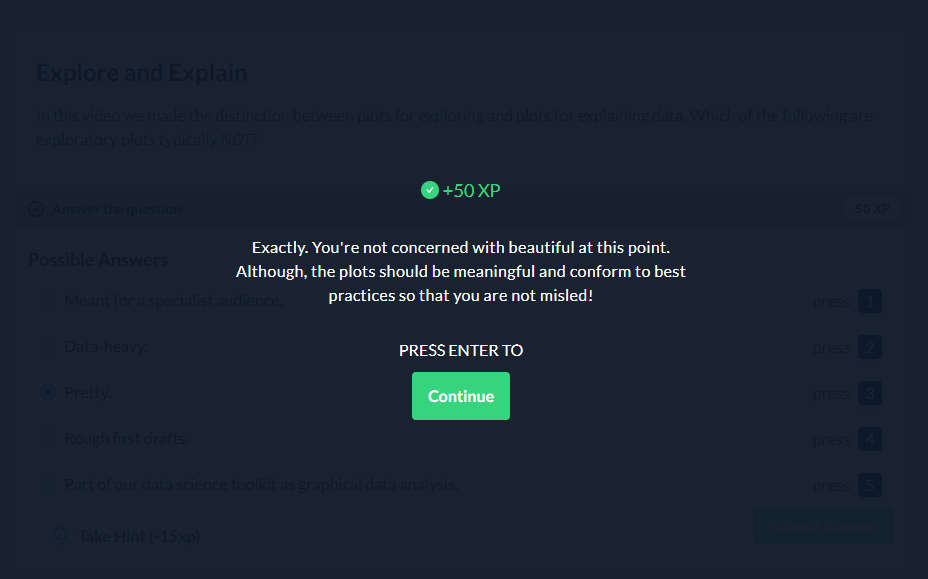 Explore and Explain
In this video we made the distinction between plots for exploring and plots for explaining data. Which of the following are
exploratory plots typically NOT?
+50 XP
Answer the question
50 XP
Exactly. You're not concerned with beautiful at this point.
Although, the plots should be meaningful and conform to best
practices so that you are not misled!
Possible Answers
Meant for a specialist audience.
press 1
Data-heavy.
press 2
PRESS ENTER TO
Continue
Pretty.
press 3
Rough first drafts.
press 4
Part of our data science toolkit as graphical data analysis.
press 5
Take Hint (-15xp)
Submit Answer